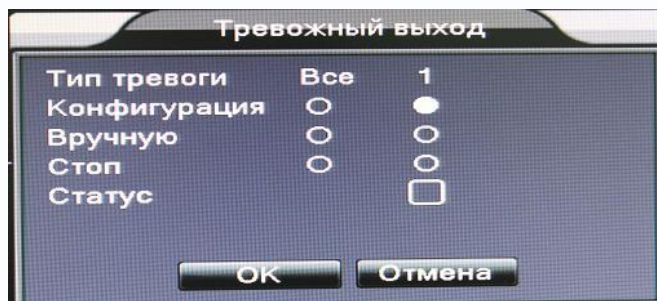 Тревожный выход
Тип тревоги Все 1
Конфигурация
Вручную
Стоп
Статус
OK Отмена